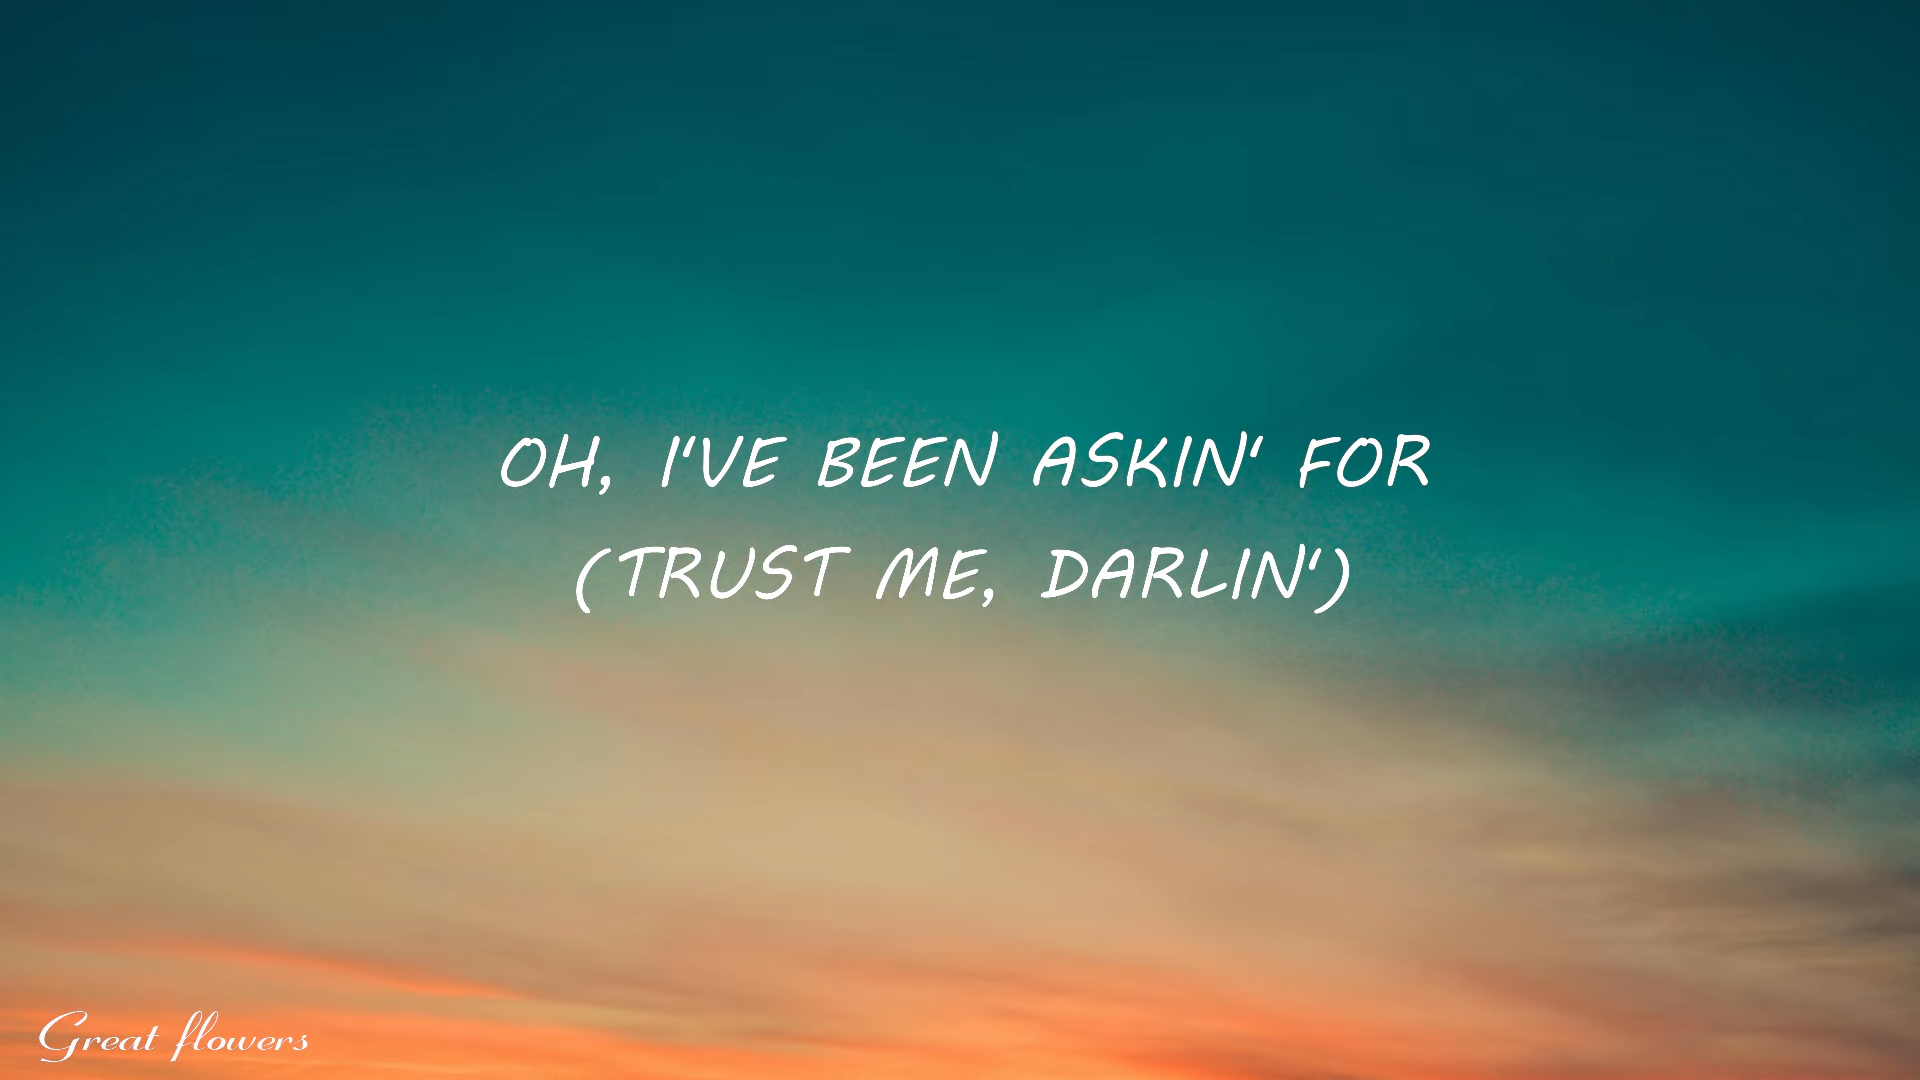 OH, I'VE BEEN ASKIN' FOR
(TRUST ME, DARLIN')
Great flowers